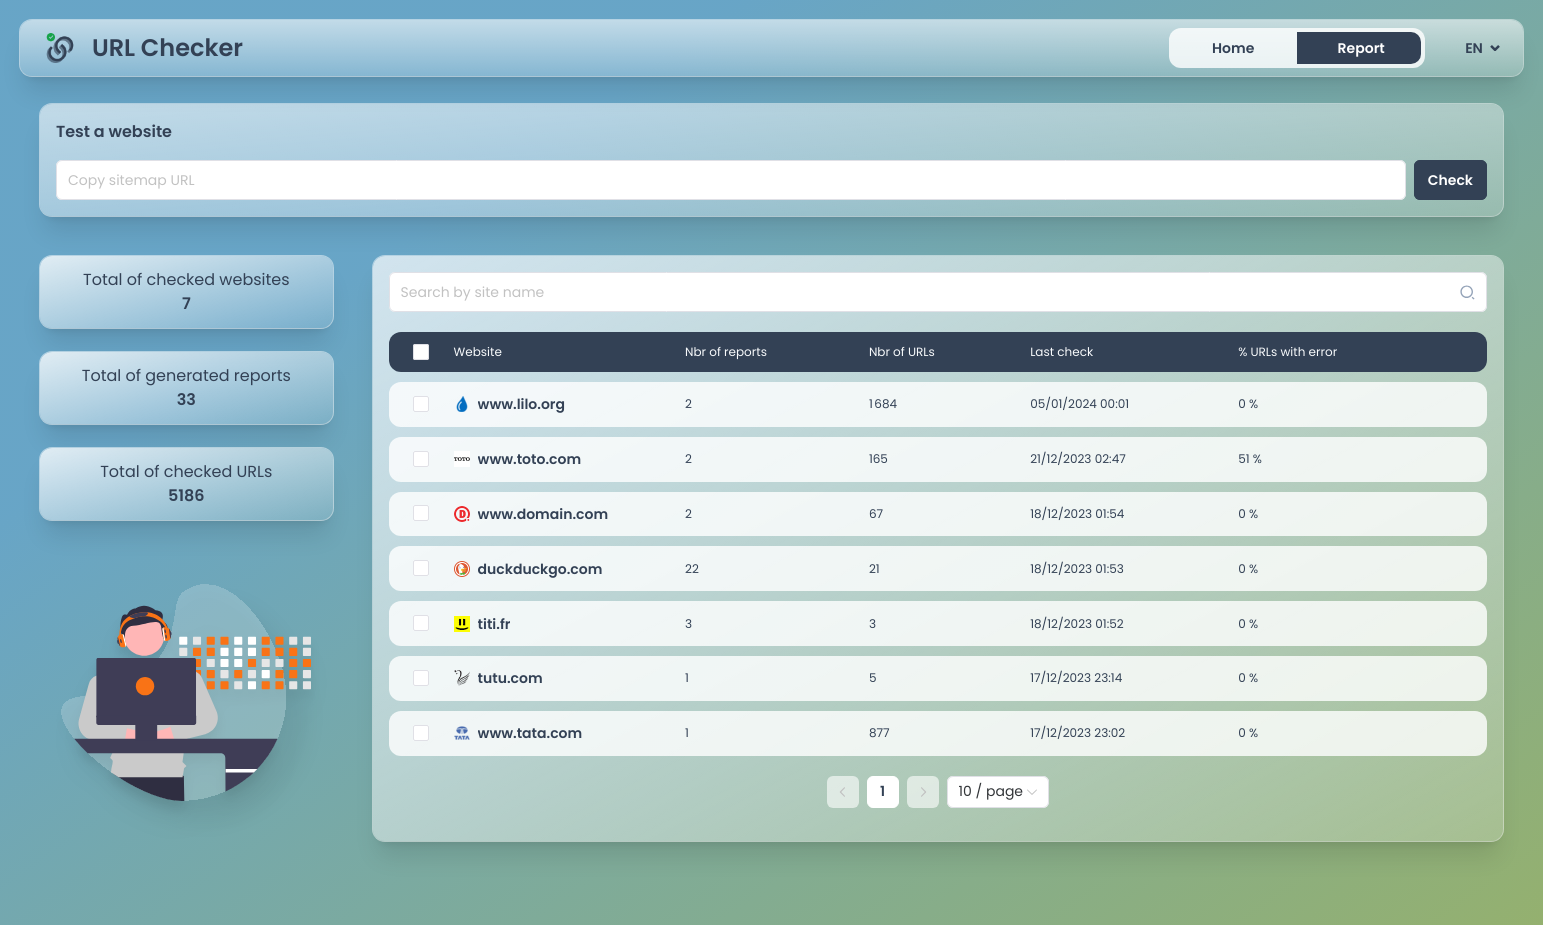 URL Checker
Home Report EN
Test a website
Copy sitemap URL Check
Total of checked websites
7
Total of generated reports
33
Total of checked URLs
5186
Search by site name
Website Nbr of reports Nbr of URLs Last check % URLs with error
www.lilo.org 2 1 684 05/01/2024 00:01 0 %
TOTO www.toto.com 2 165 21/12/2023 02:47 51 %
D www.domain.com 2 67 18/12/2023 01:54 0 %
duckduckgo.com 22 21 18/12/2023 01:53 0 %
titi.fr 3 3 18/12/2023 01:52 0 %
tutu.com 1 5 17/12/2023 23:14 0 %
TATA www.tata.com 1 877 17/12/2023 23:02 0 %
1 10 / page